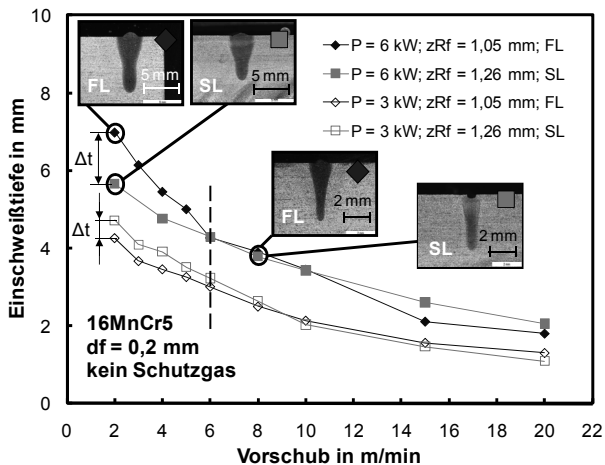 Einschweißtiefe in mm
10
8
6
4
2
0
0 2 4 6 8 10 12 14 16 18 20 22
Vorschub in m/min
P = 6 kW; zRf = 1,05 mm; FL
P = 6 kW; zRf = 1,26 mm; SL
P = 3 kW; zRf = 1,05 mm; FL
P = 3 kW; zRf = 1,26 mm; SL
FL
5 mm
SL
5 mm
Δt
Δt
FL
2 mm
SL
2 mm
16MnCr5
df = 0,2 mm
kein Schutzgas